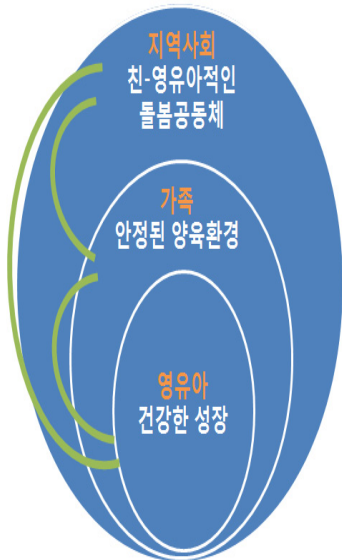 지역사회
친-영유아적인
돌봄공동체
가족
안정된 양육환경
영유아
건강한 성장